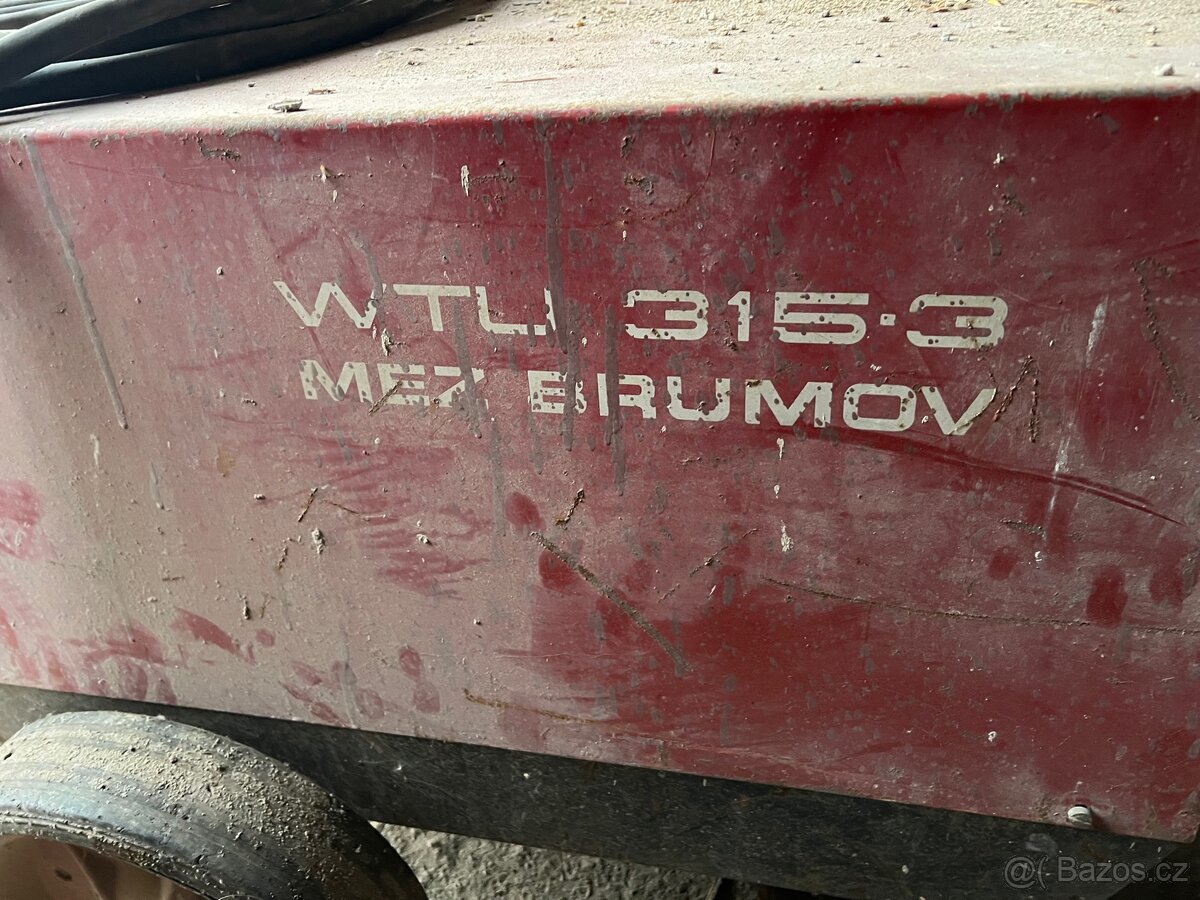 WTU 315-3
MEZ BRUMOV
@( Bazos.cz